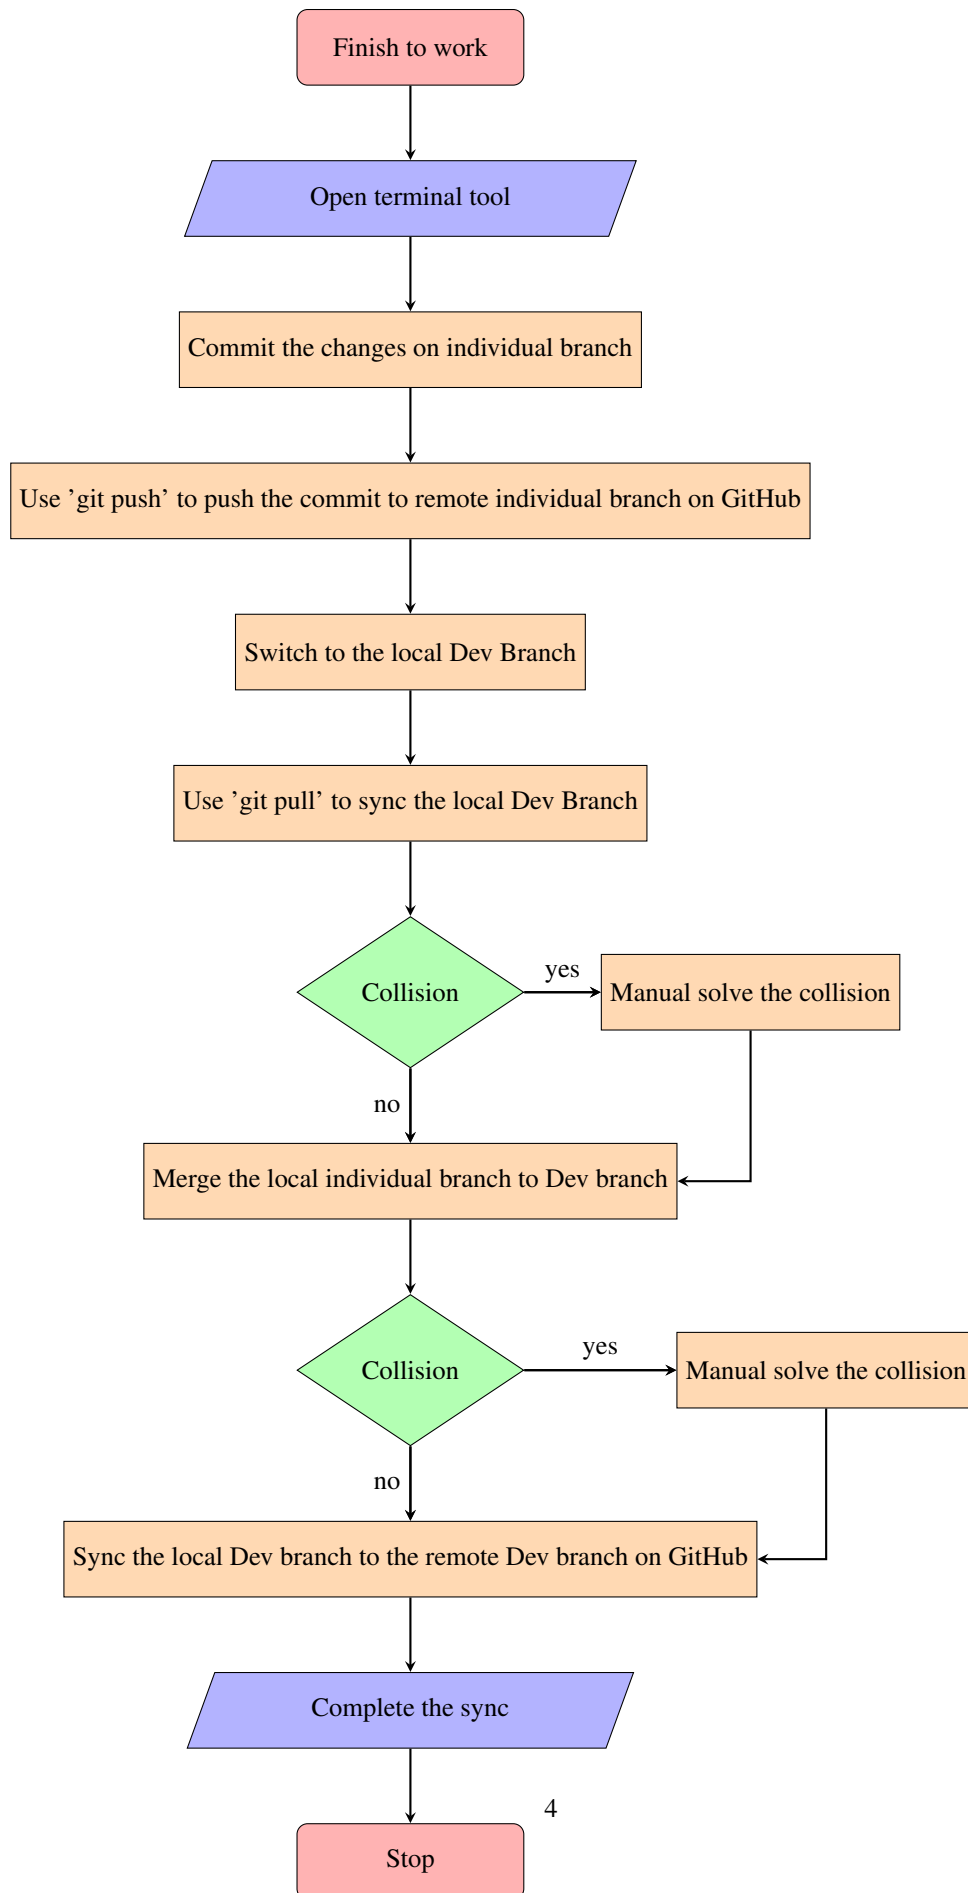 Finish to work
Open terminal tool
Commit the changes on individual branch
Use ’git push’ to push the commit to remote individual branch on GitHub
Switch to the local Dev Branch
Use ’git pull’ to sync the local Dev Branch
Collision
yes
Manual solve the collision
no
Merge the local individual branch to Dev branch
Collision
yes
Manual solve the collision
no
Sync the local Dev branch to the remote Dev branch on GitHub
Complete the sync
4
Stop